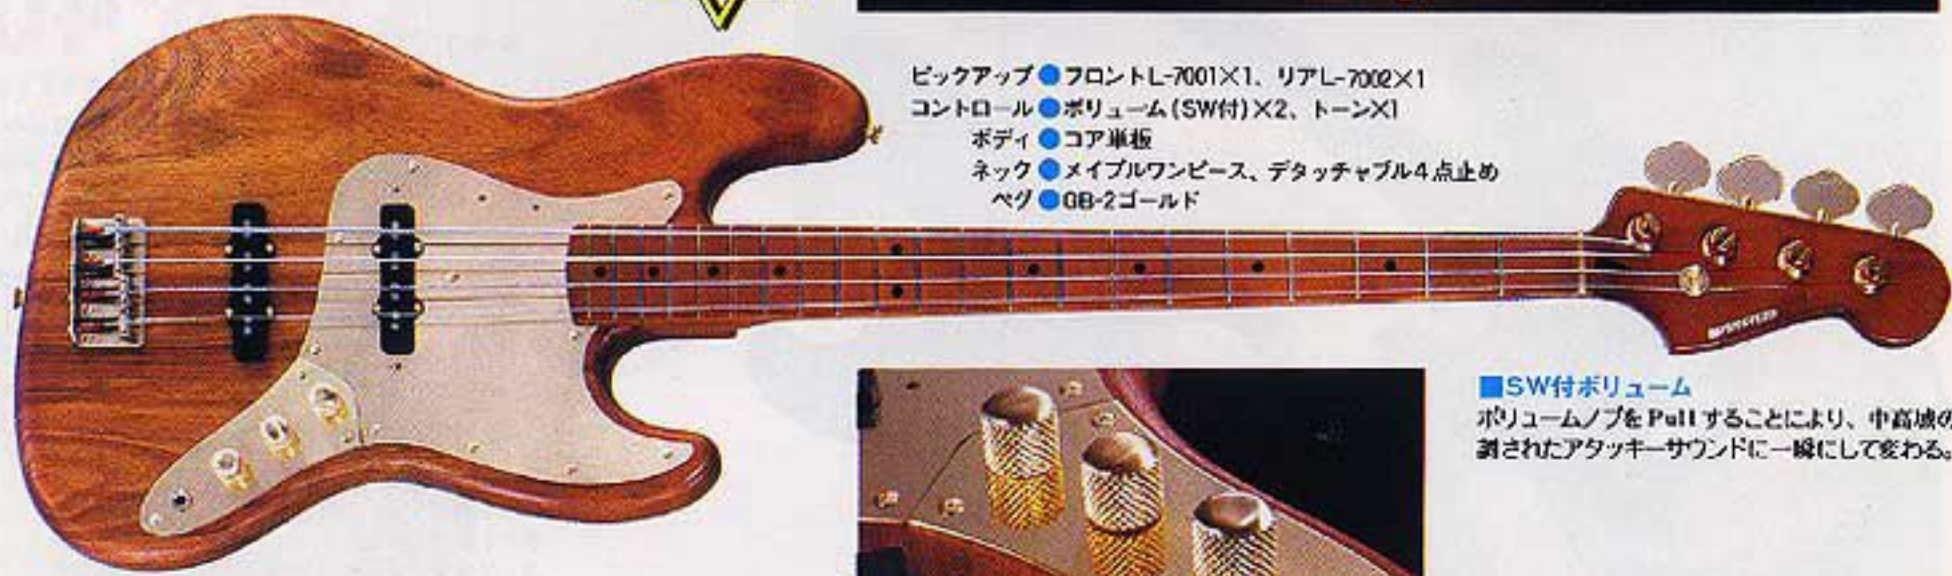 ピックアップ●フロントL-7001×1、リアL-7002×1
コントロール●ボリューム(SW付)×2、トーン×1
ボディ●コア単板
ネック●メイプルワンピース、デタッチャブル4点止め
ペグ●GB-2ゴールド
■SW付ボリューム
ボリュームノブをPullすることにより、中高域の
調されたアタッキーサウンドに一瞬にして変わる。